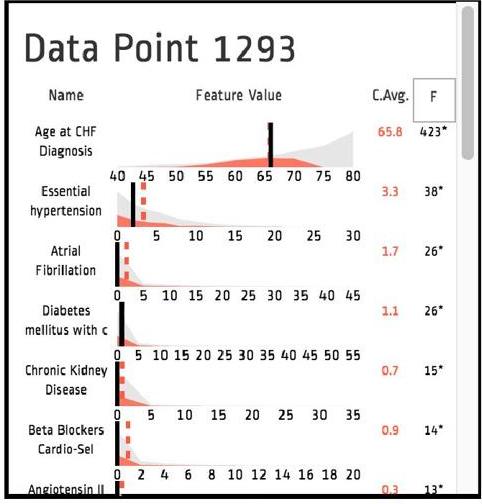 Data Point 1293
Name Feature Value C.Avg. F
Age at CHF 65.8 423*
Diagnosis
40 45 50 55 60 65 70 75 80
Essential 3.3 38*
hypertension
0 5 10 15 20 25 30
Atrial 1.7 26*
Fibrillation
0 5 10 15 20 25 30 35 40 45
Diabetes 1.1 26*
mellitus with c
0 5 10 15 20 25 30 35 40 45 50 55
Chronic Kidney 0.7 15*
Disease
0 5 10 15 20 25 30 35
Beta Blockers 0.9 14*
Cardio-Sel
0 2 4 6 8 10 12 14 16 18 20
Angiotensin II 0.3 13*